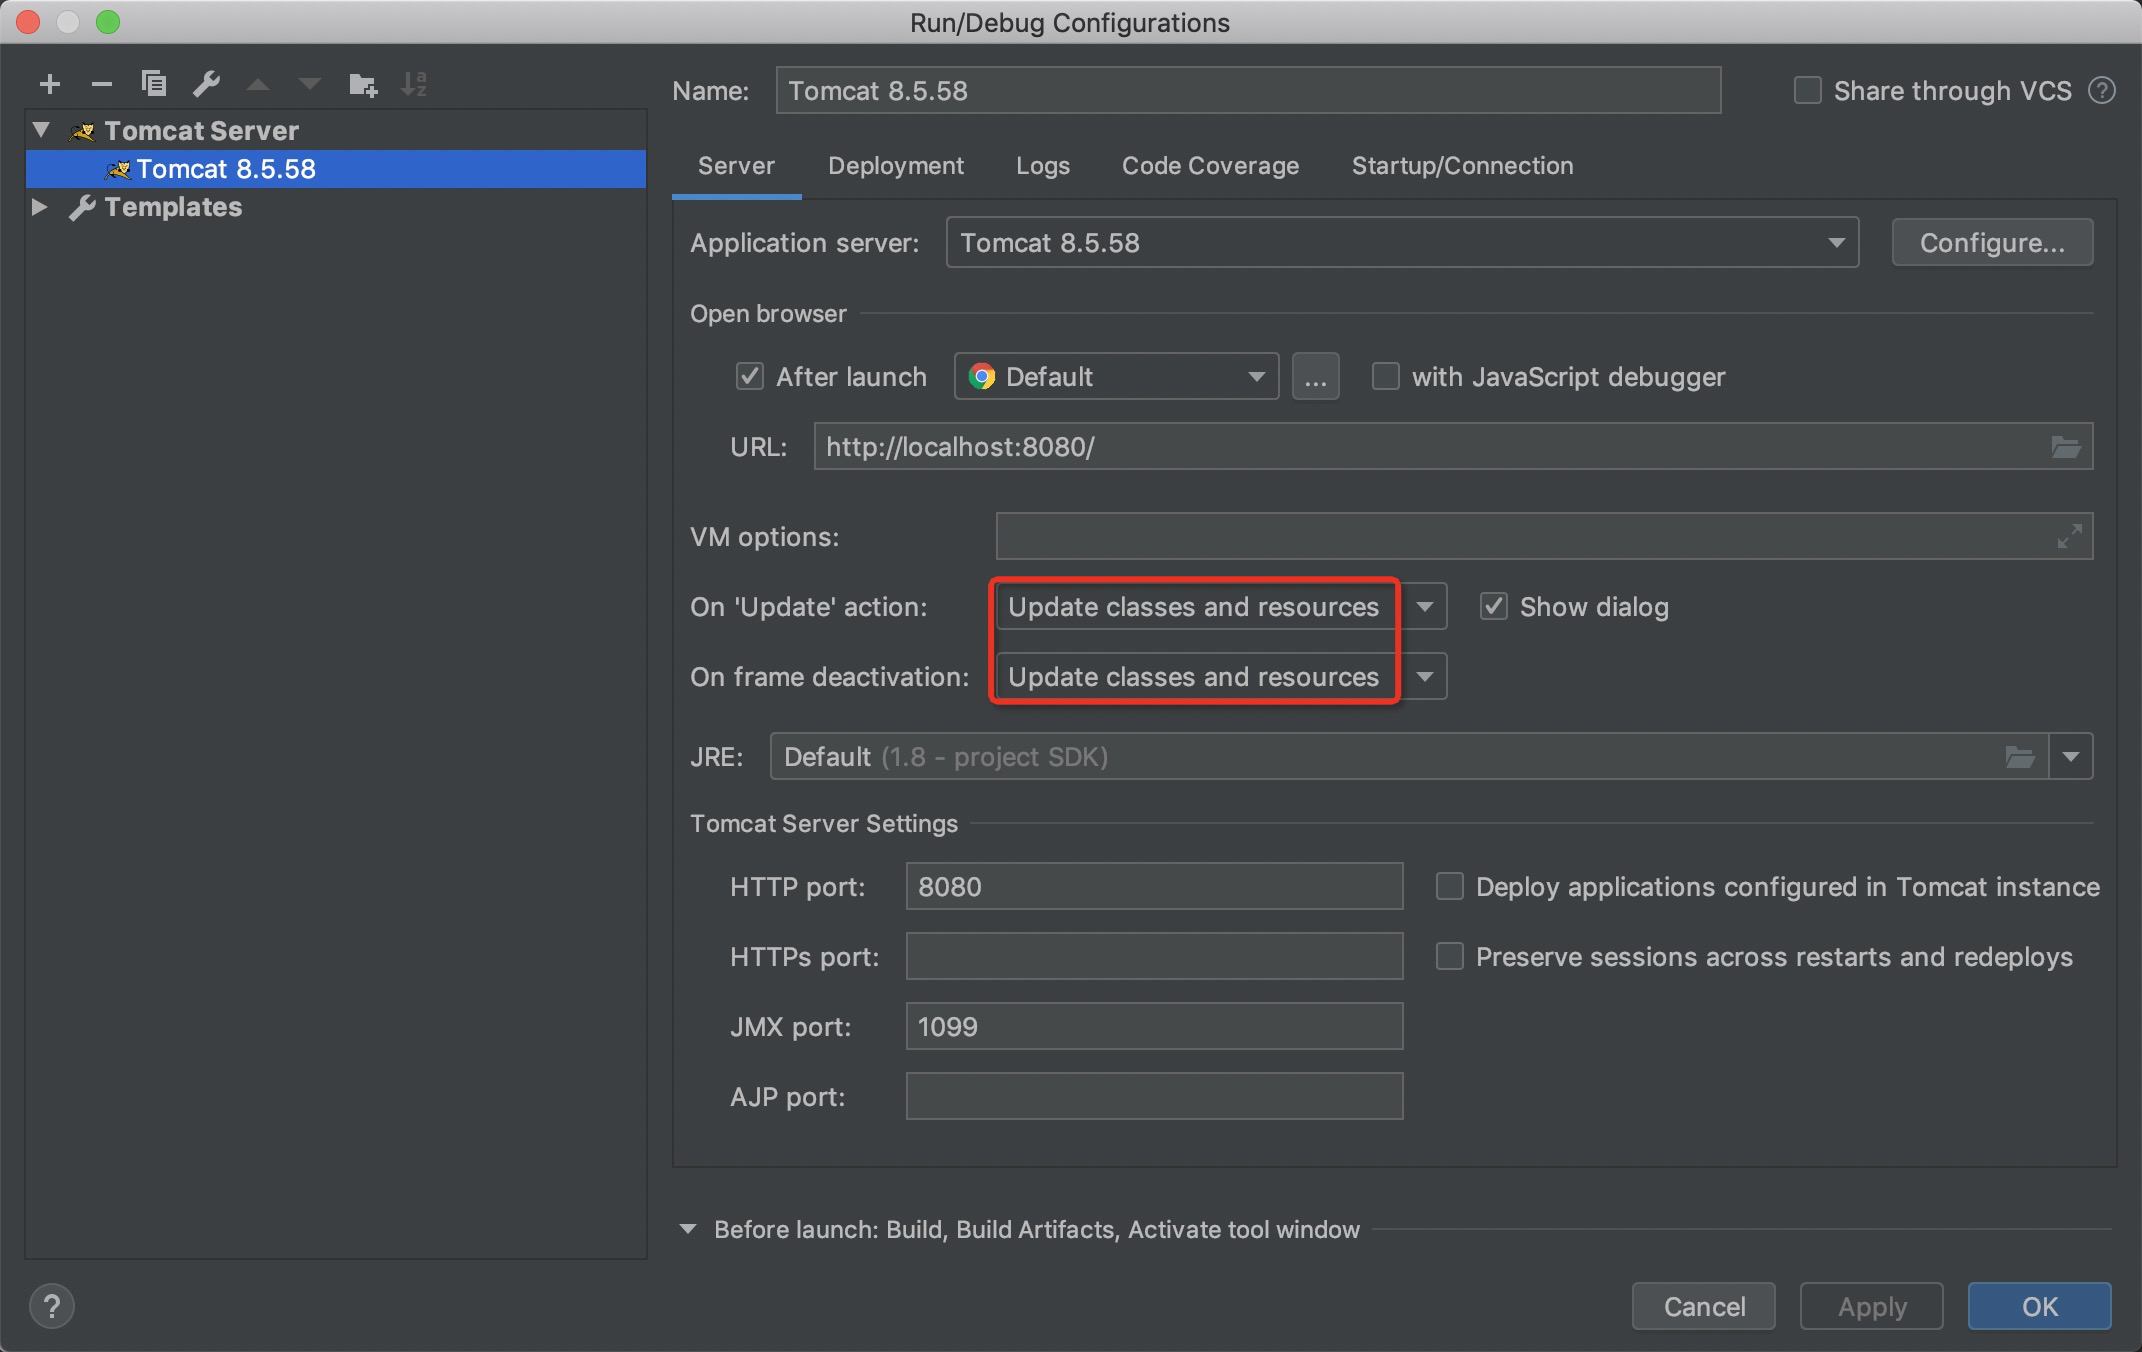 Run/Debug Configurations
Name: Tomcat 8.5.58 Share through VCS ?
Tomcat Server
Tomcat 8.5.58
Templates
Server Deployment Logs Code Coverage Startup/Connection
Application server: Tomcat 8.5.58 Configure...
Open browser
After launch Default ... with JavaScript debugger
URL: http://localhost:8080/
VM options:
On 'Update' action: Update classes and resources Show dialog
On frame deactivation: Update classes and resources
JRE: Default (1.8 - project SDK)
Tomcat Server Settings
HTTP port: 8080 Deploy applications configured in Tomcat instance
HTTPs port: Preserve sessions across restarts and redeploys
JMX port: 1099
AJP port:
Before launch: Build, Build Artifacts, Activate tool window
? Cancel Apply OK